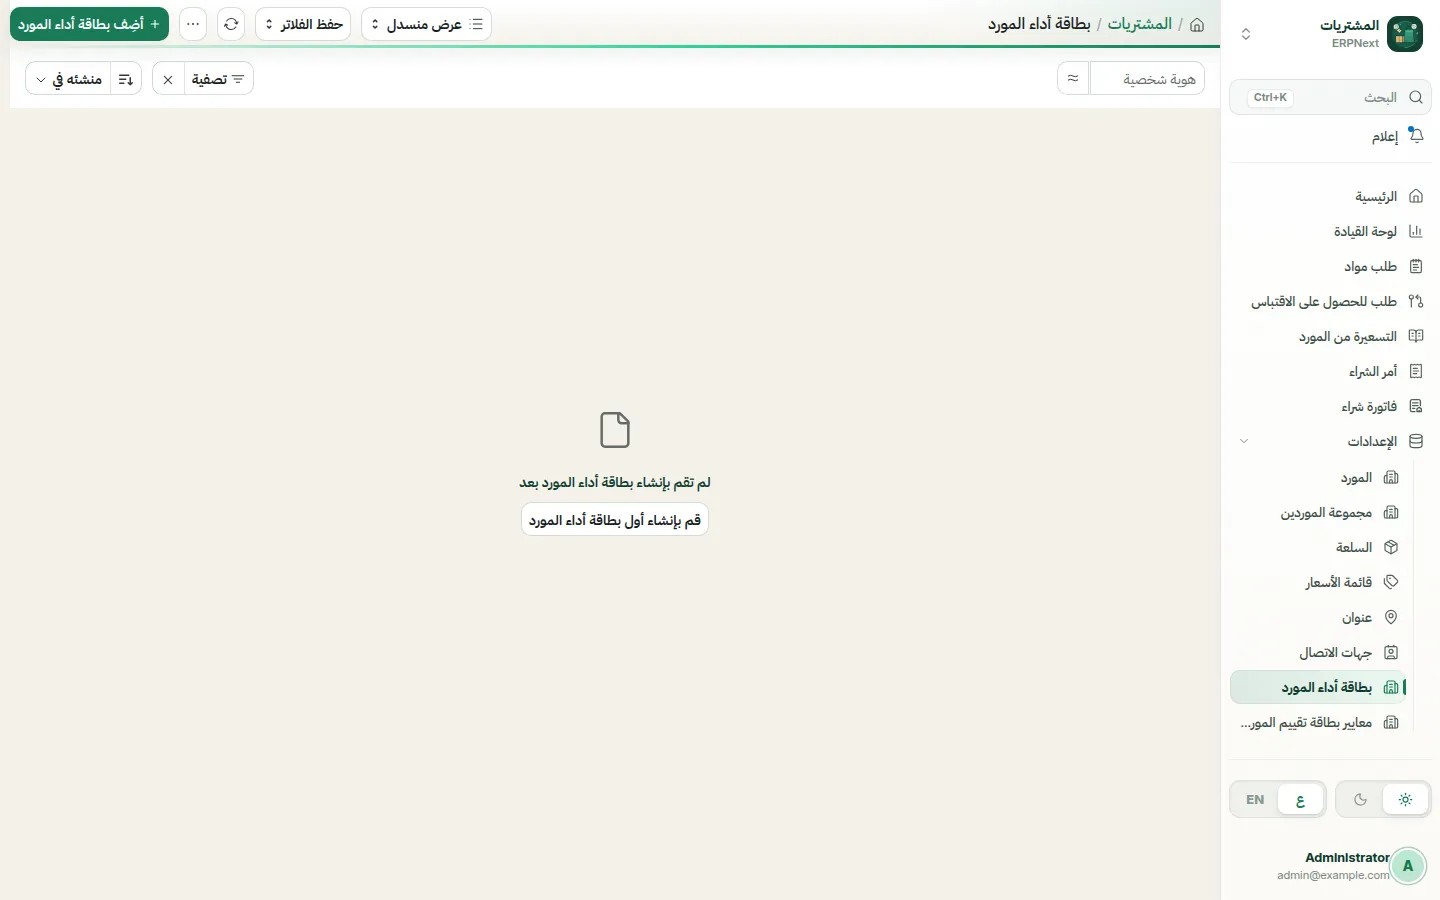 المشتريات
ERPNext
البحث
Ctrl+K
إعلام
الرئيسية
لوحة القيادة
طلب مواد
طلب للحصول على الاقتباس
التسعيرة من المورد
أمر الشراء
فاتورة شراء
الإعدادات
المورد
مجموعة الموردين
السلعة
قائمة الأسعار
عنوان
جهات الاتصال
بطاقة أداء المورد
معايير بطاقة تقييم المور...
ع EN
Administrator
admin@example.com
A
/ المشتريات / بطاقة أداء المورد
عرض منسدل
حفظ الفلاتر
+ أضِف بطاقة أداء المورد
هوية شخصية
≈
تصفية
منشئه في
لم تقم بإنشاء بطاقة أداء المورد بعد
قم بإنشاء أول بطاقة أداء المورد